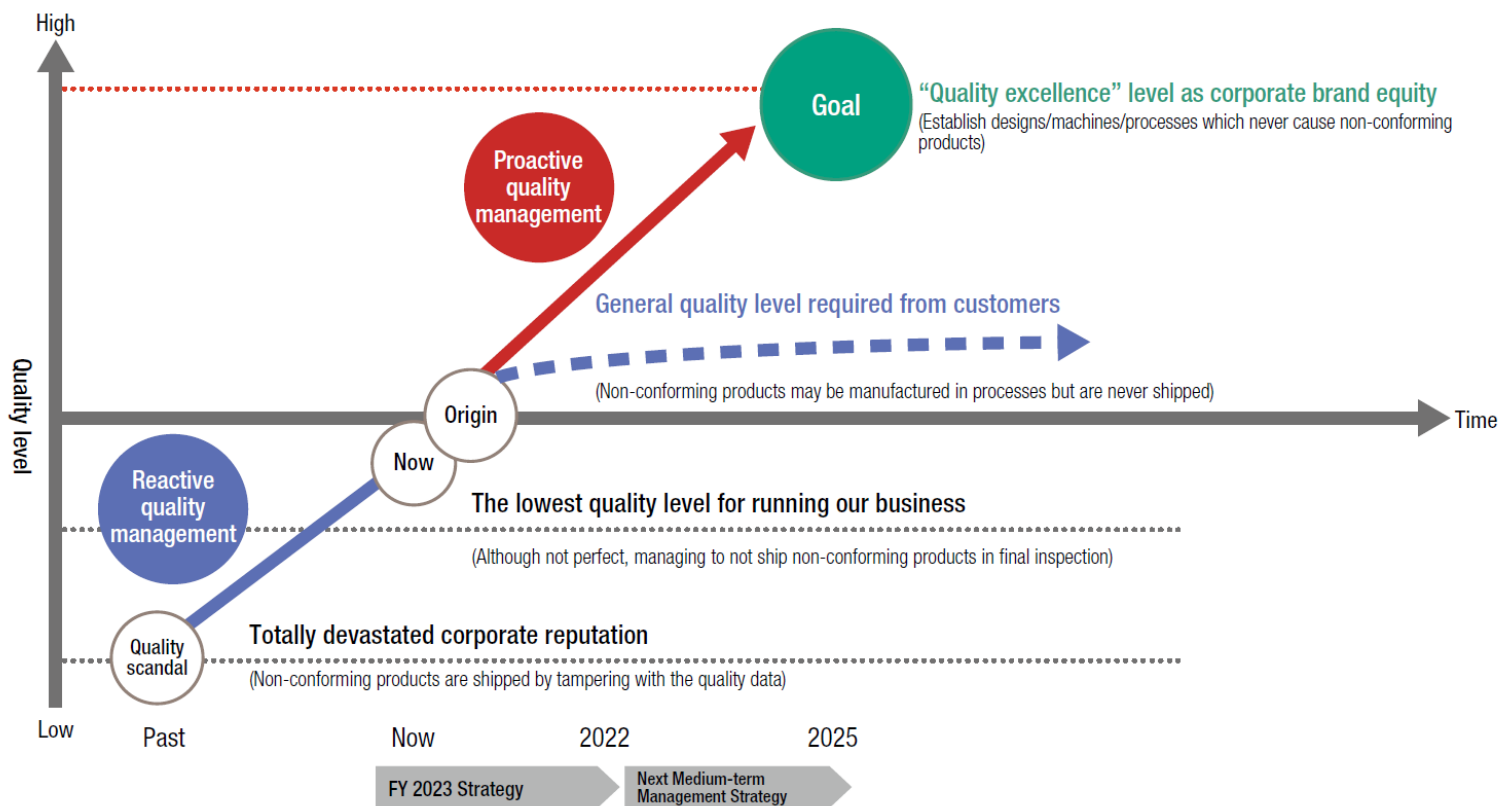 High
Goal
“Quality excellence” level as corporate brand equity
(Establish designs/machines/processes which never cause non-conforming
products)
Proactive
quality
management
General quality level required from customers
(Non-conforming products may be manufactured in processes but are never shipped)
Quality level
Origin
Time
Now
Reactive
quality
management
The lowest quality level for running our business
(Although not perfect, managing to not ship non-conforming products in final inspection)
Totally devastated corporate reputation
Quality
scandal
(Non-conforming products are shipped by tampering with the quality data)
Low
Past
Now
2022
2025
FY 2023 Strategy
Next Medium-term
Management Strategy